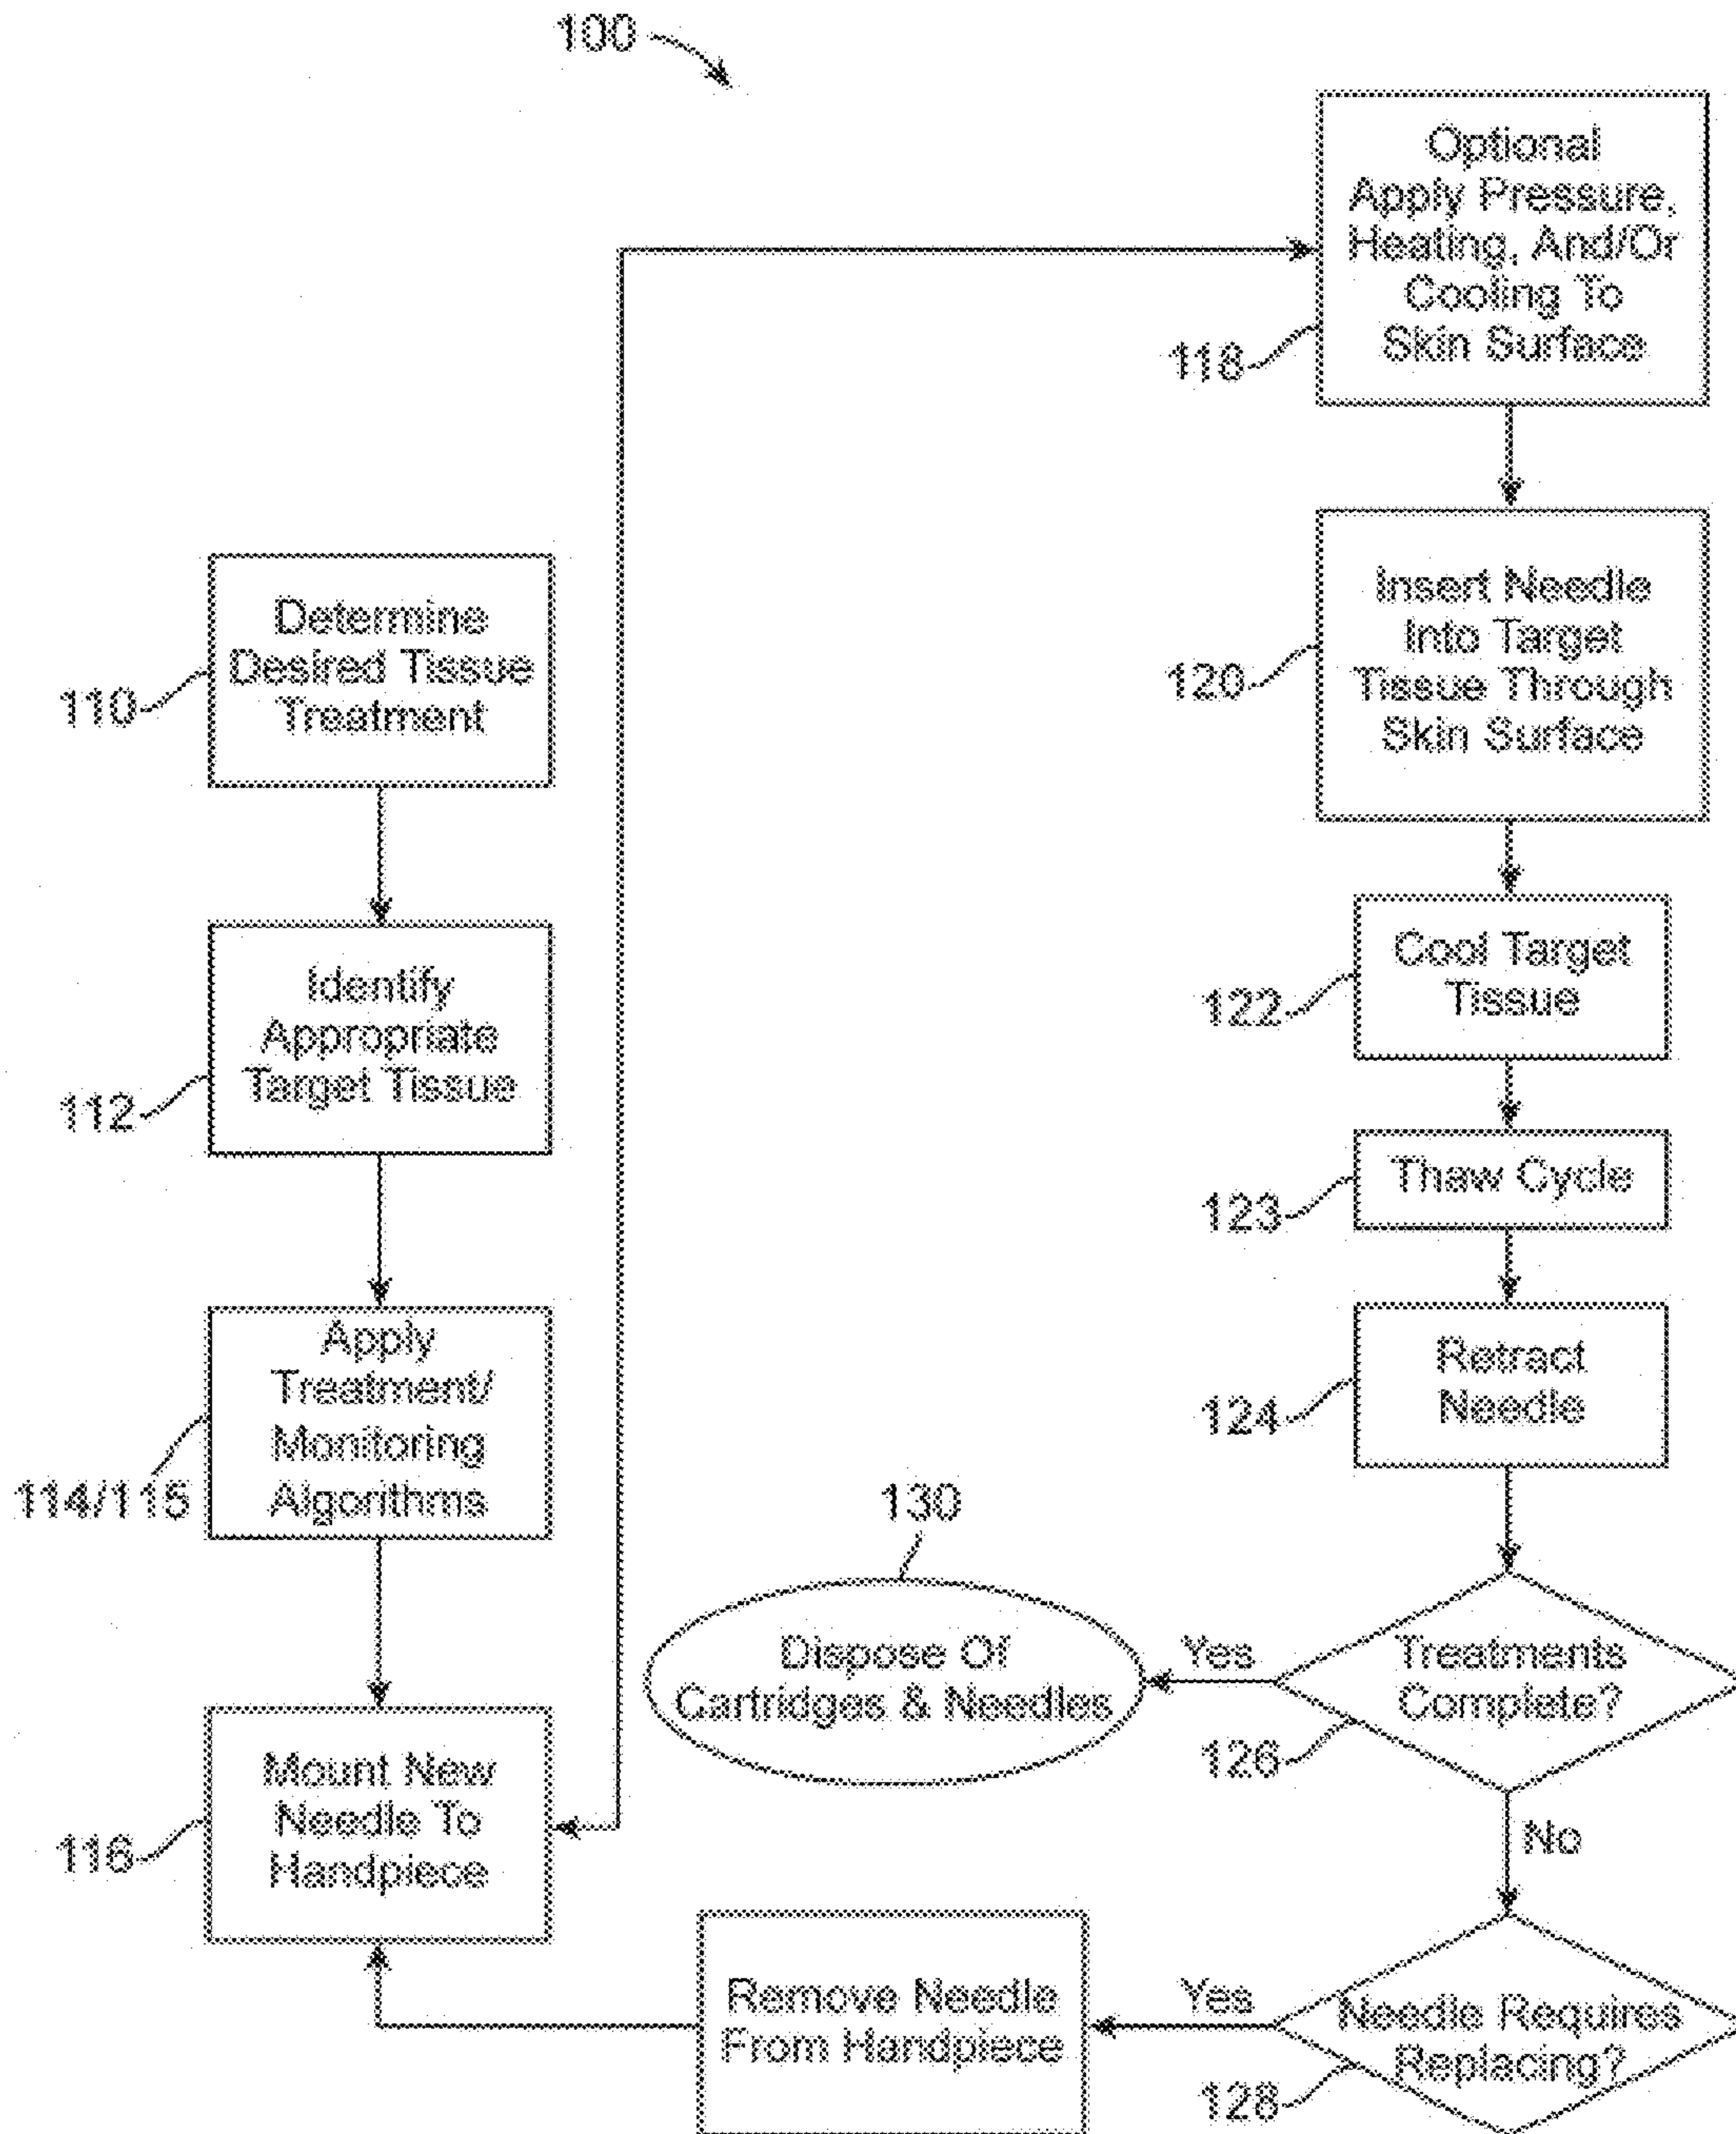 100
Optional
Apply Pressure,
Heating, And/Or
Cooling To
Skin Surface
118
Insert Needle
Into Target
Tissue Through
Skin Surface
120
Determine
Desired Tissue
Treatment
110
Cool Target
Tissue
122
Identify
Appropriate
Target Tissue
112
Thaw Cycle
123
Apply
Treatment/
Monitoring
Algorithms
114/115
Retract
Needle
124
130
Dispose Of
Cartridges & Needles
Yes
Treatments
Complete?
126
No
Mount New
Needle To
Handpiece
116
Remove Needle
From Handpiece
Yes
Needle Requires
Replacing?
128